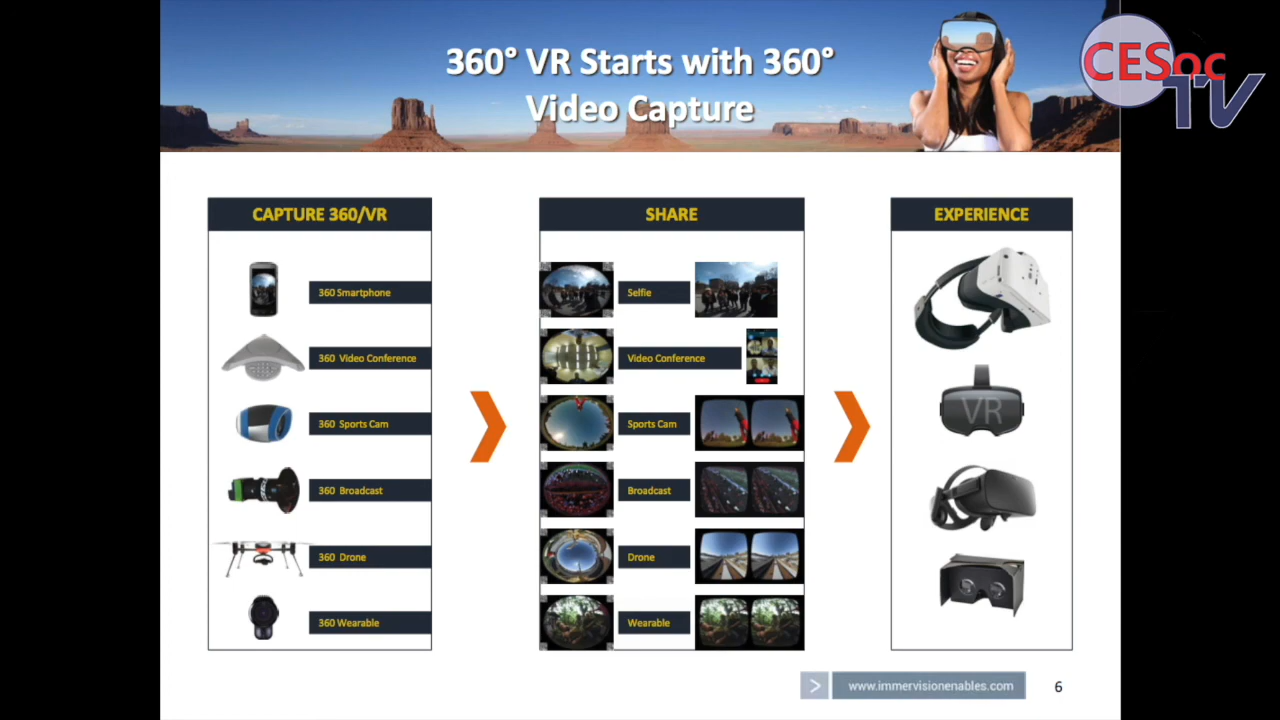 360° VR Starts with 360°
Video Capture
CESoc
TV
CAPTURE 360/VR
360 Smartphone
360 Video Conference
360 Sports Cam
360 Broadcast
360 Drone
360 Wearable
SHARE
Selfie
Video Conference
Sports Cam
Broadcast
Drone
Wearable
EXPERIENCE
VR
> www.immervisionenables.com
6